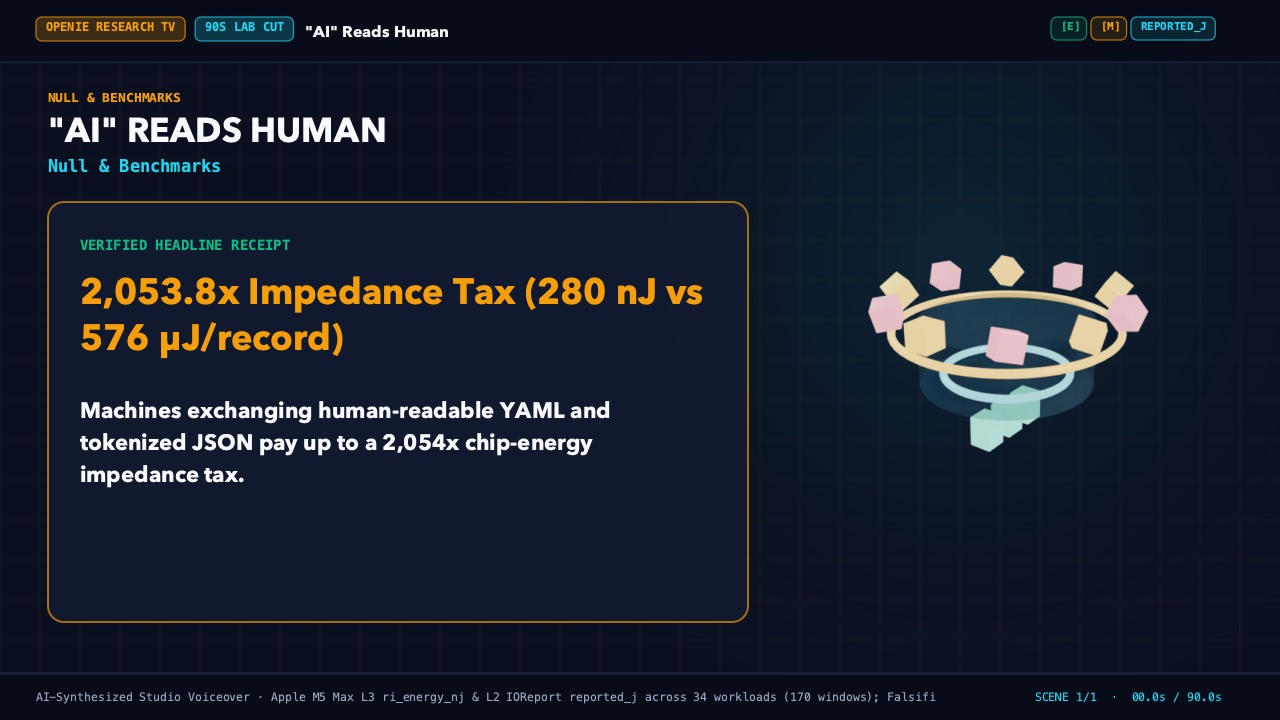 OPENIE RESEARCH TV 90S LAB CUT "AI" Reads Human [E] [M] REPORTED_J
NULL & BENCHMARKS
"AI" READS HUMAN
Null & Benchmarks
VERIFIED HEADLINE RECEIPT
2,053.8x Impedance Tax (280 nJ vs
576 µJ/record)
Machines exchanging human-readable YAML and
tokenized JSON pay up to a 2,054x chip-energy
impedance tax.
AI-Synthesized Studio Voiceover · Apple M5 Max L3 ri_energy_nj & L2 IOReport reported_j across 34 workloads (170 windows); Falsifi SCENE 1/1 · 00.0s / 90.0s